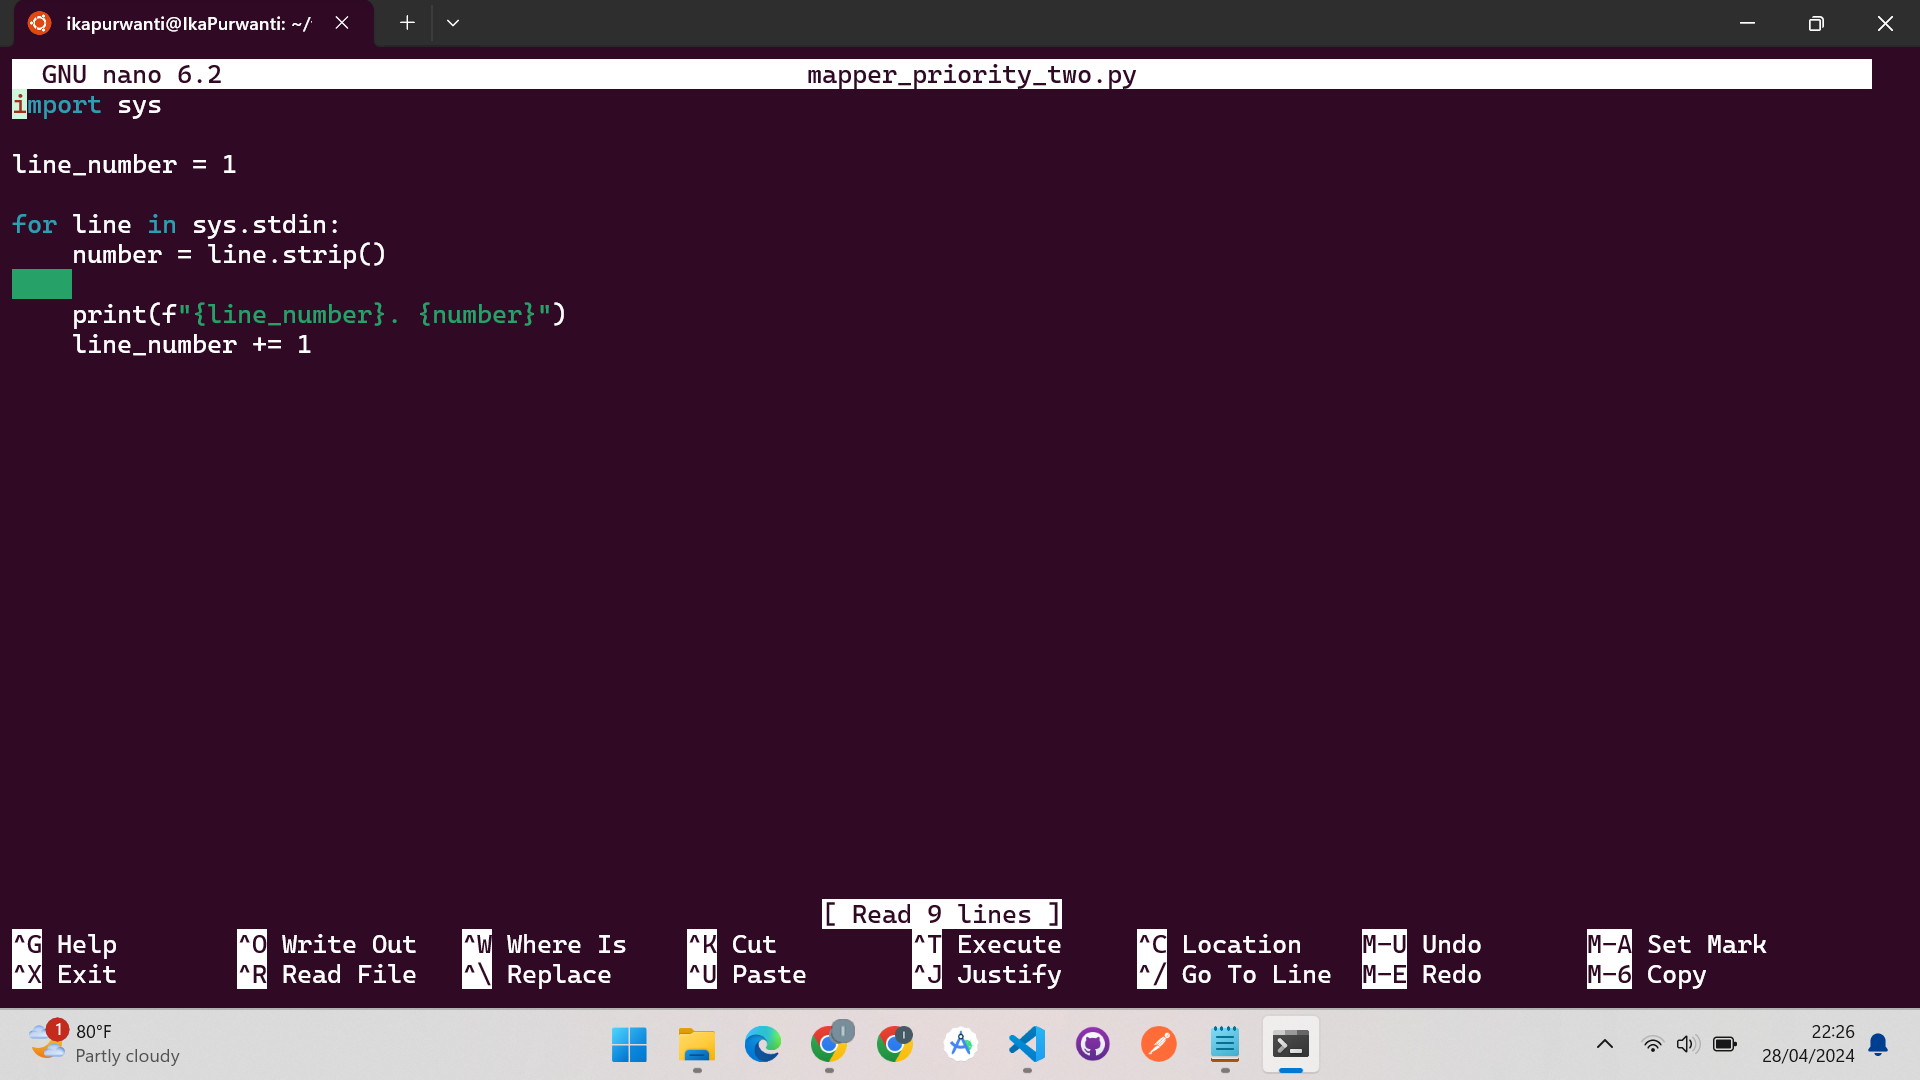 ikapurwanti@IkaPurwanti: ~/
GNU nano 6.2 mapper_priority_two.py
import sys
line_number = 1
for line in sys.stdin:
    number = line.strip()
    print(f"{line_number}. {number}")
    line_number += 1
[ Read 9 lines ]
^G Help ^O Write Out ^W Where Is ^K Cut ^T Execute ^C Location M-U Undo M-A Set Mark
^X Exit ^R Read File ^\ Replace ^U Paste ^J Justify ^/ Go To Line M-E Redo M-6 Copy
1 80°F
Partly cloudy
22:26
28/04/2024